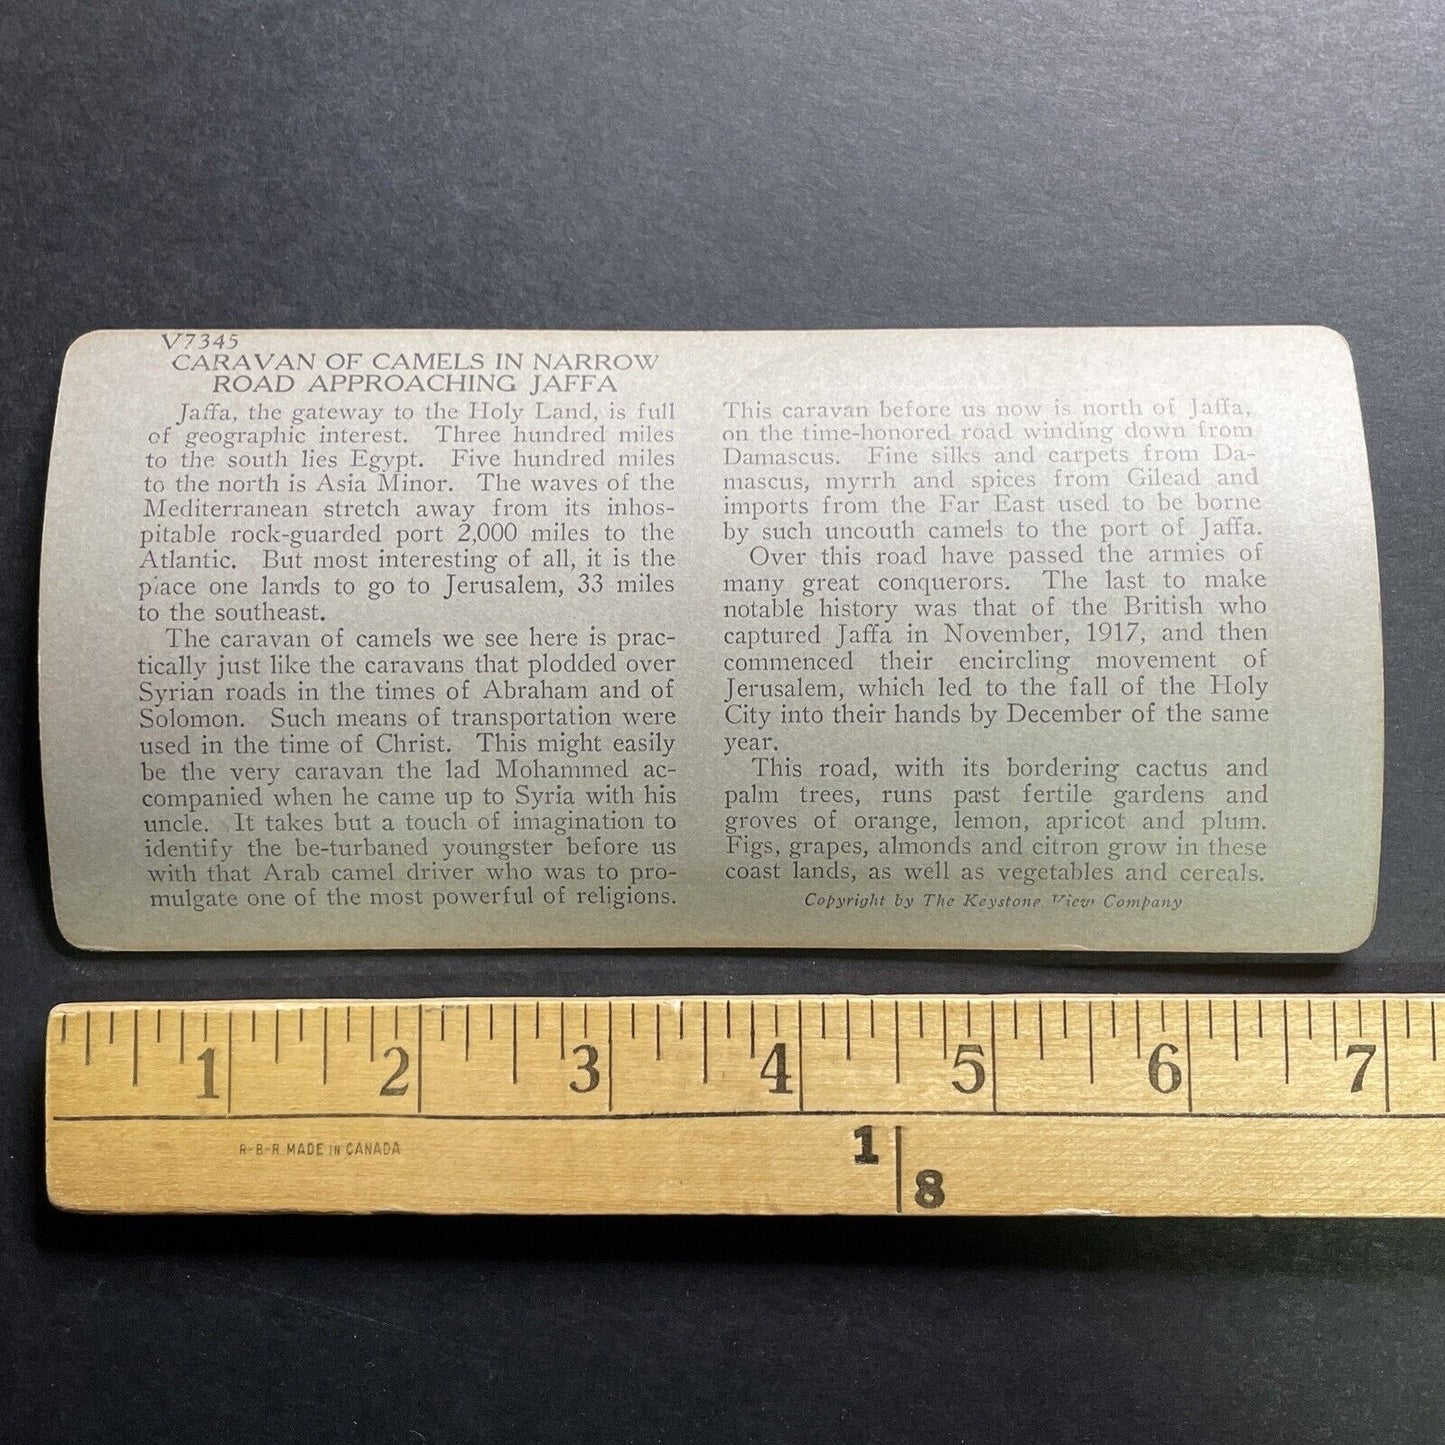 V7345
CARAVAN OF CAMELS IN NARROW
ROAD APPROACHING JAFFA
Jaffa, the gateway to the Holy Land, is full
of geographic interest. Three hundred miles
to the south lies Egypt. Five hundred miles
to the north is Asia Minor. The waves of the
Mediterranean stretch away from its inhos-
pitable rock-guarded port 2,000 miles to the
Atlantic. But most interesting of all, it is the
place one lands to go to Jerusalem, 33 miles
to the southeast.
The caravan of camels we see here is prac-
tically just like the caravans that plodded over
Syrian roads in the times of Abraham and of
Solomon. Such means of transportation were
used in the time of Christ. This might easily
be the very caravan the lad Mohammed ac-
companied when he came up to Syria with his
uncle. It takes but a touch of imagination to
identify the be-turbaned youngster before us
with that Arab camel driver who was to pro-
mulgate one of the most powerful of religions.
This caravan before us now is north of Jaffa,
on the time-honored road winding down from
Damascus. Fine silks and carpets from Da-
mascus, myrrh and spices from Gilead and
imports from the Far East used to be borne
by such uncouth camels to the port of Jaffa.
Over this road have passed the armies of
many great conquerors. The last to make
notable history was that of the British who
captured Jaffa in November, 1917, and then
commenced their encircling movement of
Jerusalem, which led to the fall of the Holy
City into their hands by December of the same
year.
This road, with its bordering cactus and
palm trees, runs past fertile gardens and
groves of orange, lemon, apricot and plum.
Figs, grapes, almonds and citron grow in these
coast lands, as well as vegetables and cereals.
Copyright by The Keystone View Company
1 2 3 4 5 6 7
R-B-R MADE IN CANADA
1
8